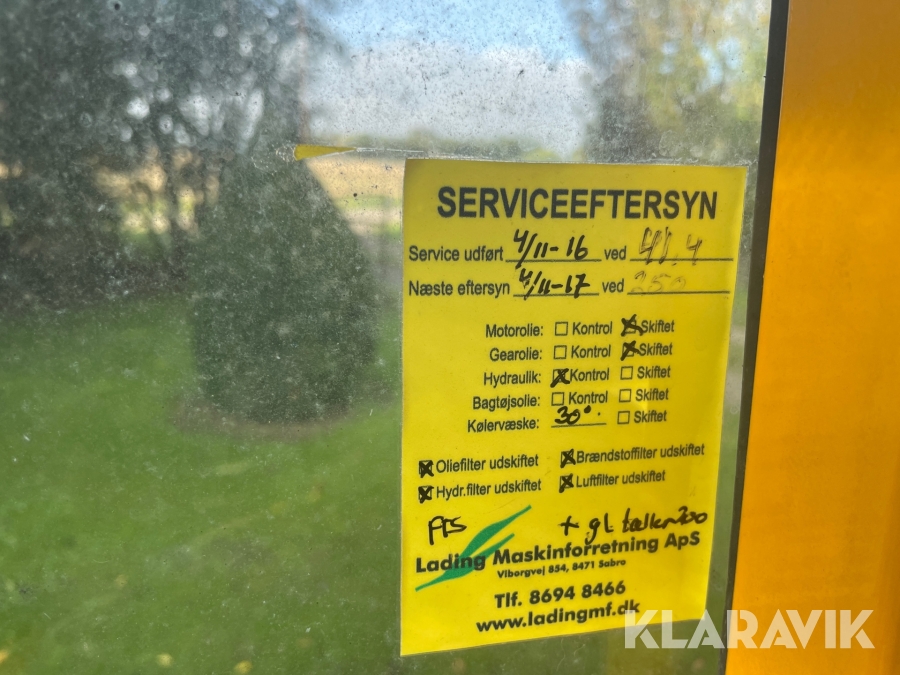 SERVICEEFTERSYN
Service udført 4/11-16 ved 41,4
Næste eftersyn 4/11-17 ved 250
Motorolie: Kontrol Skiftet
Gearolie: Kontrol Skiftet
Hydraulik: Kontrol Skiftet
Bagtøjsolie: Kontrol Skiftet
Kølervæske: 30° Skiftet
Oliefilter udskiftet Brændstoffilter udskiftet
Hydr.filter udskiftet Luftfilter udskiftet
+ gl tæller 700
Lading Maskinforretning ApS
Viborgvej 854, 8471 Sabro
Tlf. 8694 8466
www.ladingmf.dk
KLARAVIK